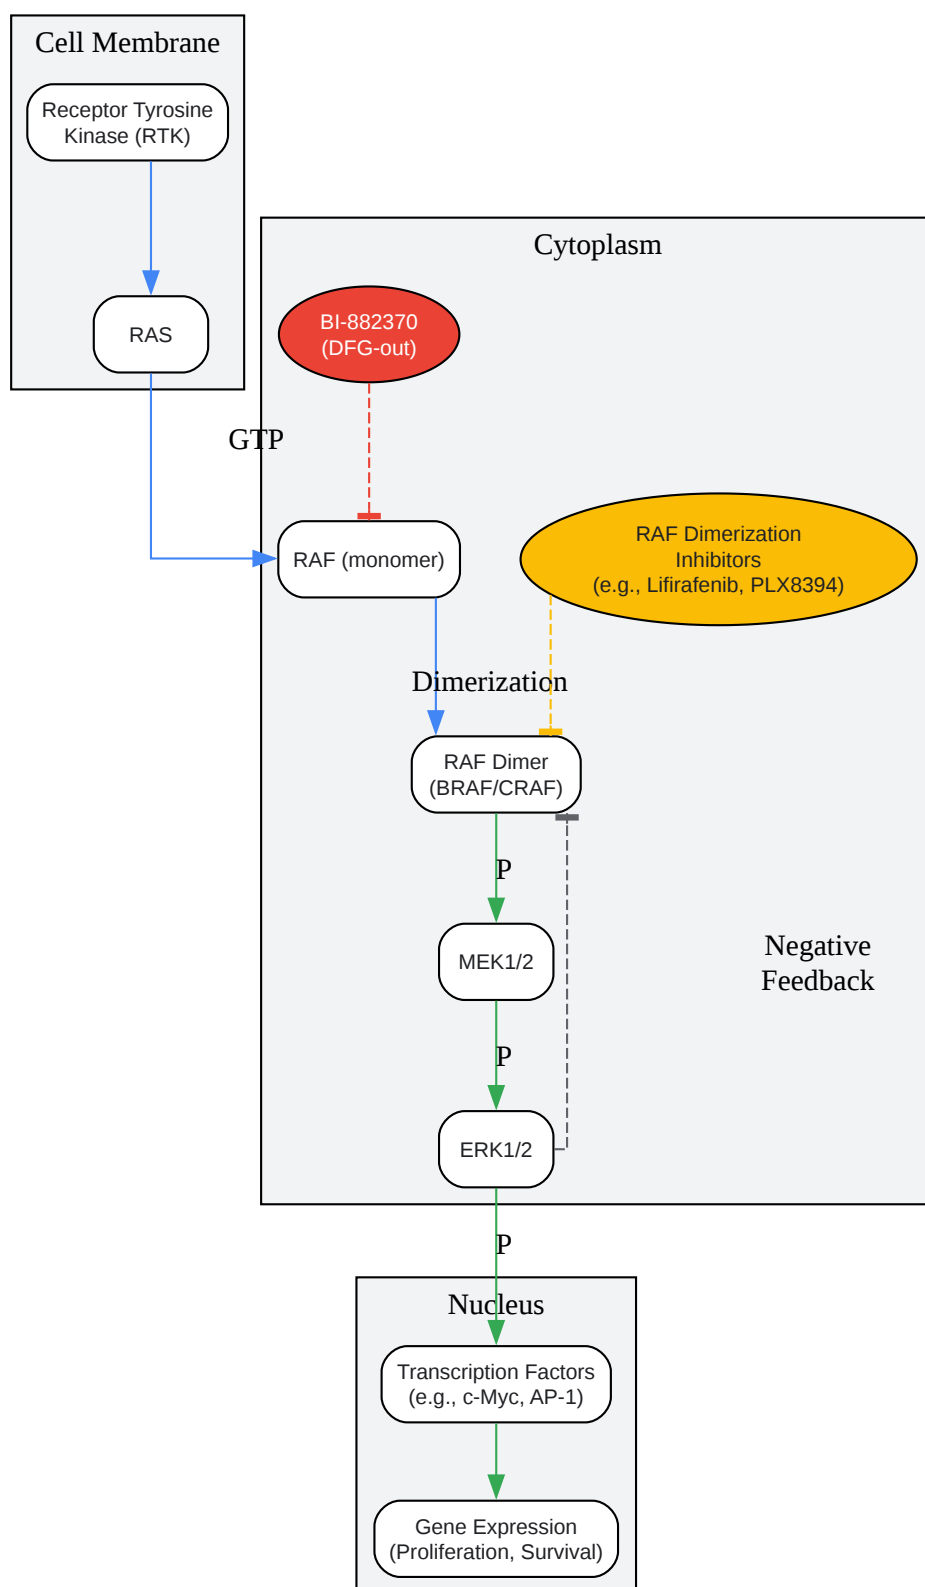 Cell Membrane
Receptor Tyrosine
Kinase (RTK)
RAS
Cytoplasm
BI-882370
(DFG-out)
GTP
RAF (monomer)
RAF Dimerization
Inhibitors
(e.g., Lifirafenib, PLX8394)
Dimerization
RAF Dimer
(BRAF/CRAF)
P
MEK1/2
Negative
Feedback
P
ERK1/2
P
Nucleus
Transcription Factors
(e.g., c-Myc, AP-1)
Gene Expression
(Proliferation, Survival)